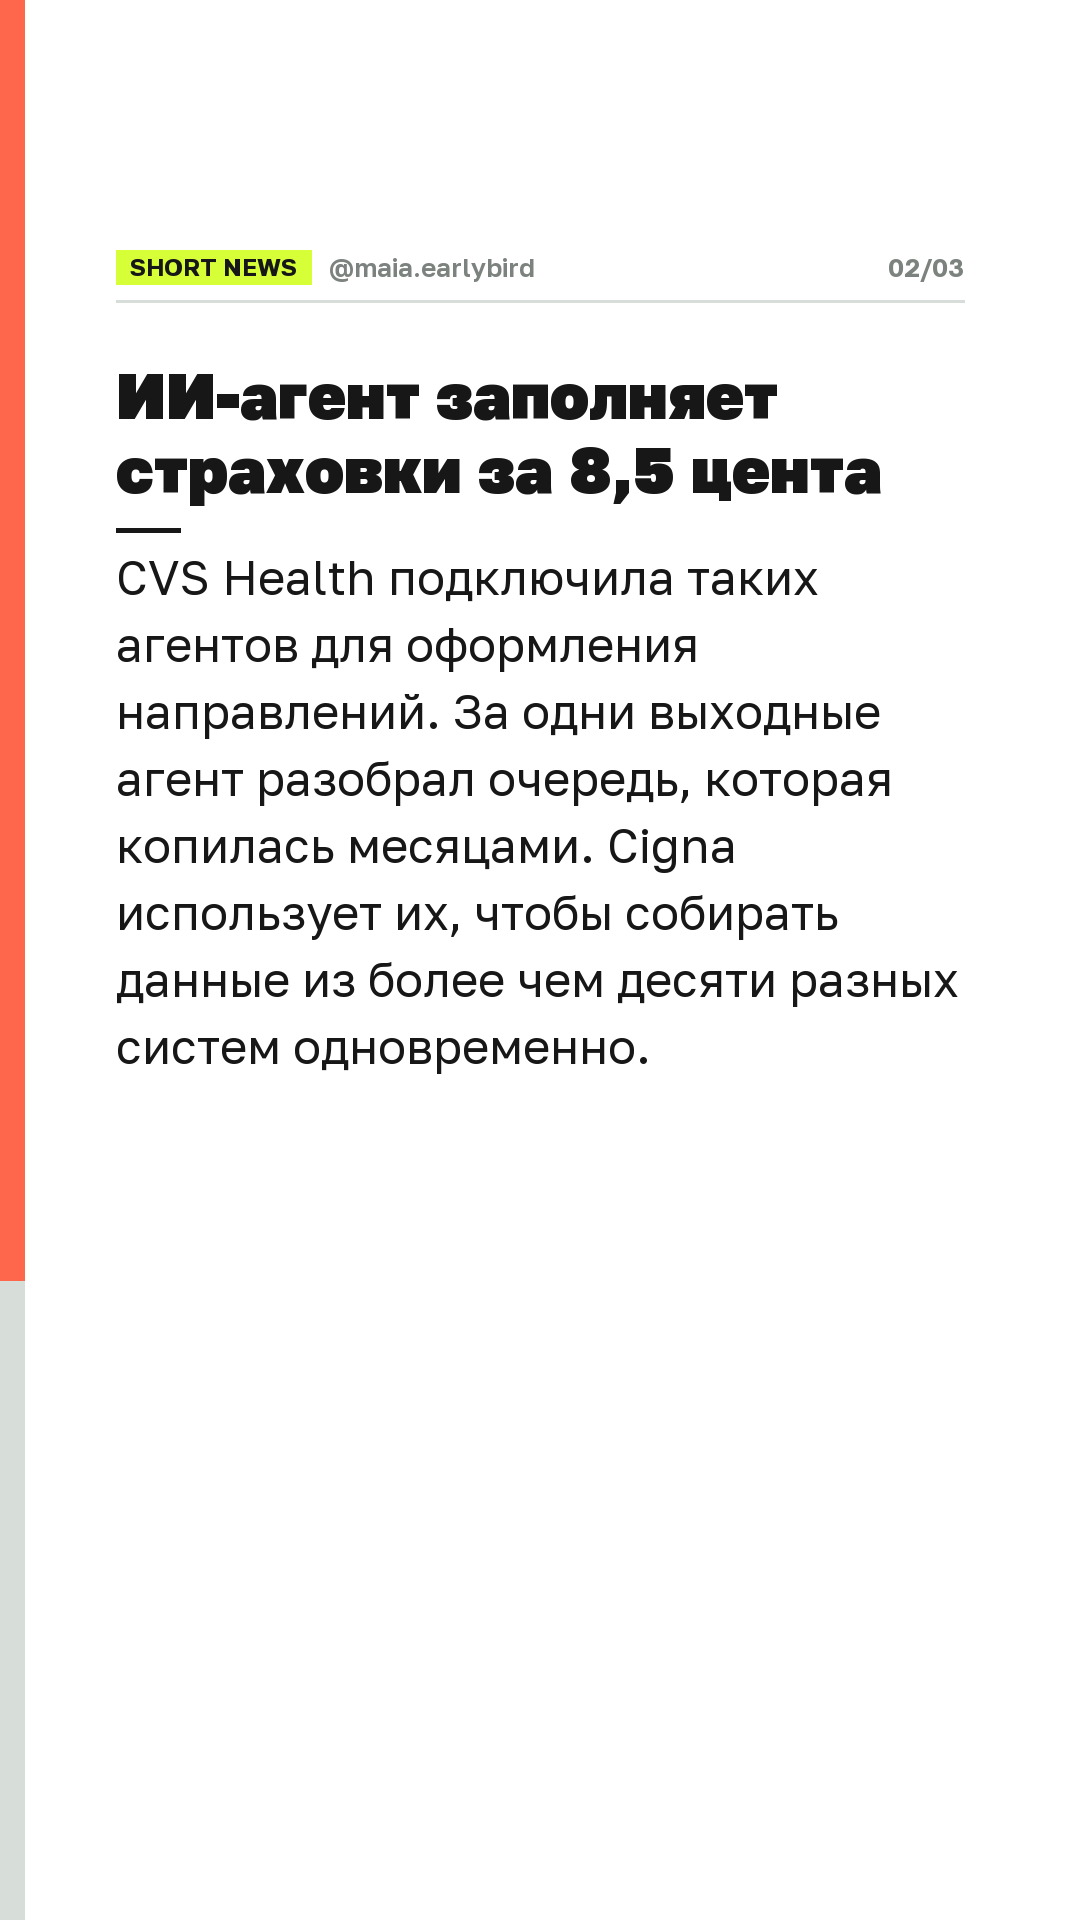 SHORT NEWS @maia.earlybird 02/03
ИИ-агент заполняет
страховки за 8,5 цента
CVS Health подключила таких
агентов для оформления
направлений. За одни выходные
агент разобрал очередь, которая
копилась месяцами. Cigna
использует их, чтобы собирать
данные из более чем десяти разных
систем одновременно.